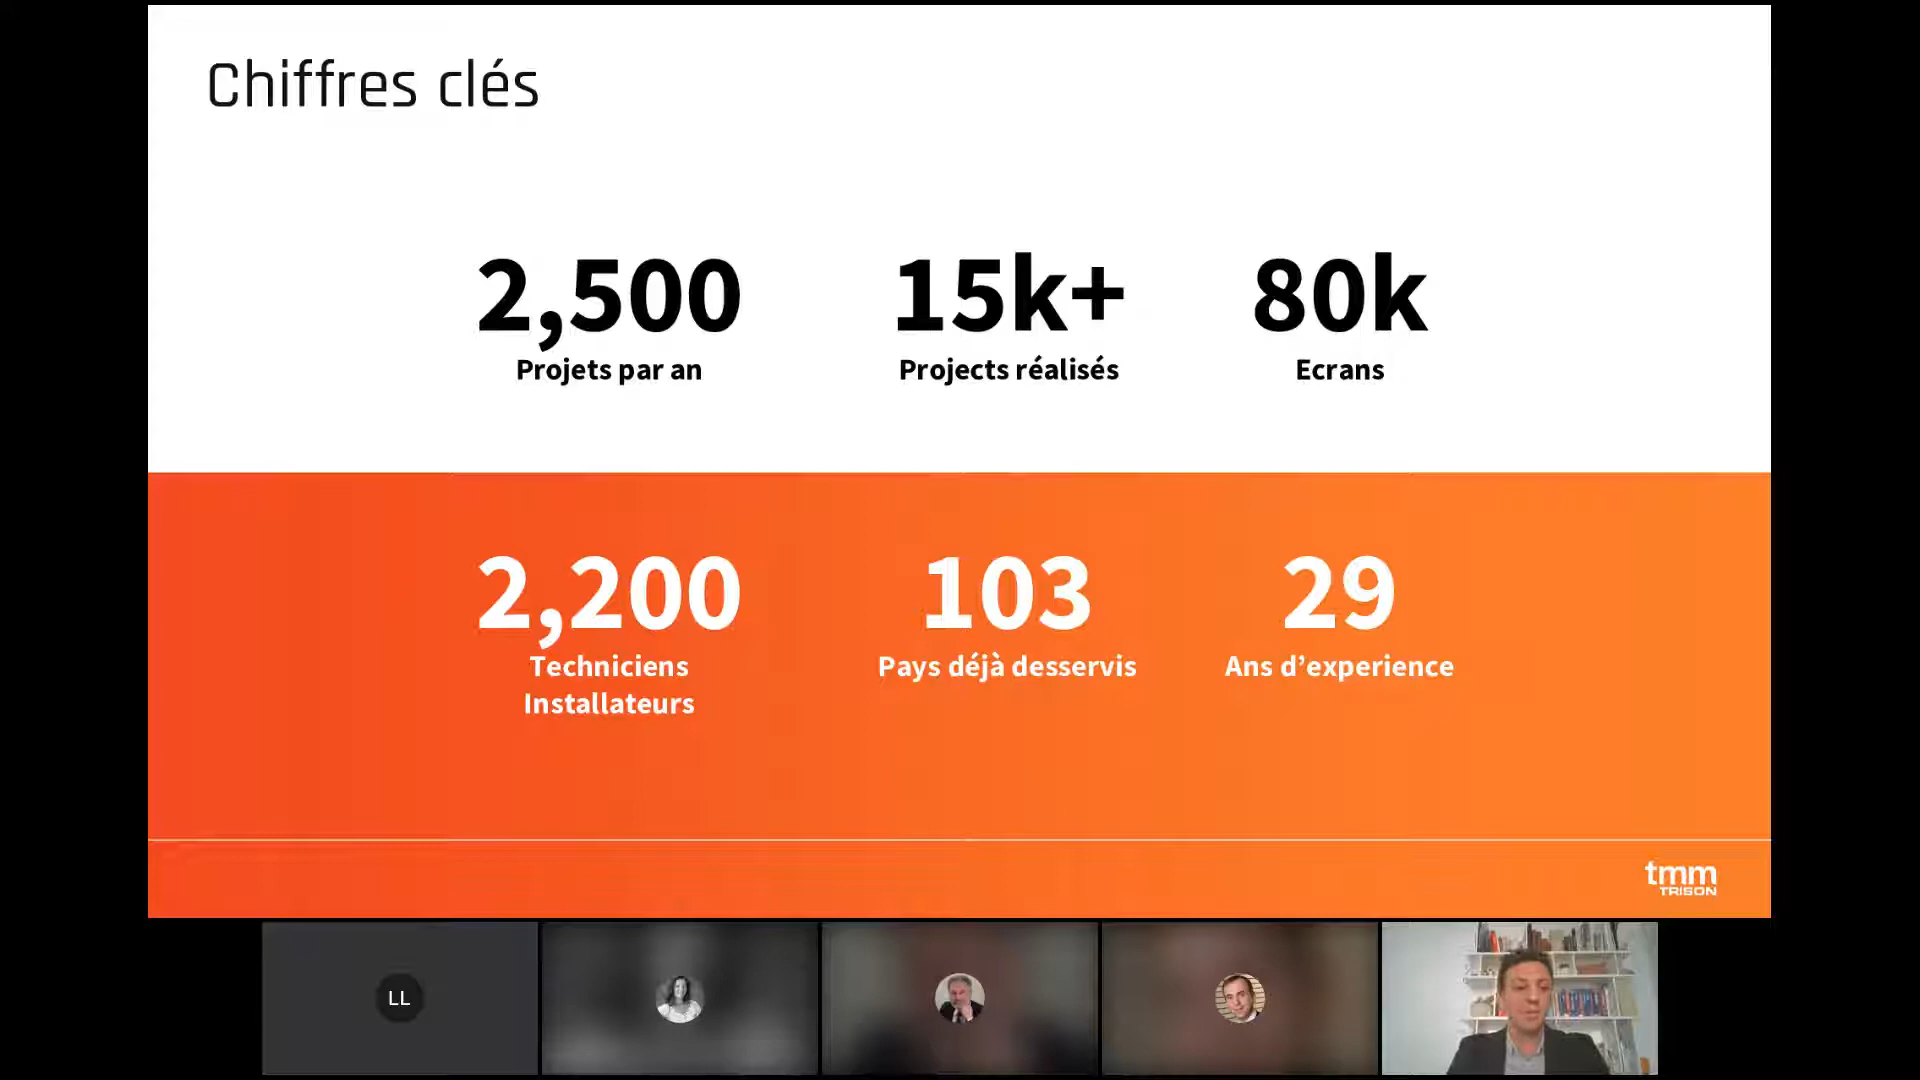 Chiffres clés
2,500
Projets par an
15k+
Projects réalisés
80k
Ecrans
2,200
Techniciens
Installateurs
103
Pays déjà desservis
29
Ans d’experience
tmm
TRISON
LL